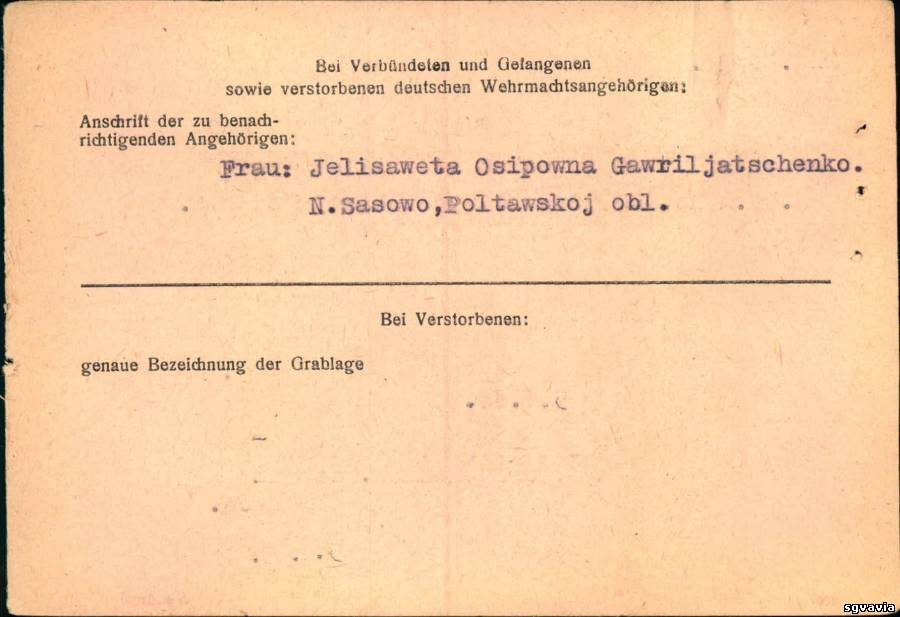 Bei Verbündeten und Gefangenen
sowie verstorbenen deutschen Wehrmachtsangehörigen:
Anschrift der zu benach-
richtigenden Angehörigen:
Frau: Jelisaweta Osipowna Gawriljatschenko.
N.Sasowo,Poltawskoj obl.
Bei Verstorbenen:
genaue Bezeichnung der Grablage
sgvavia